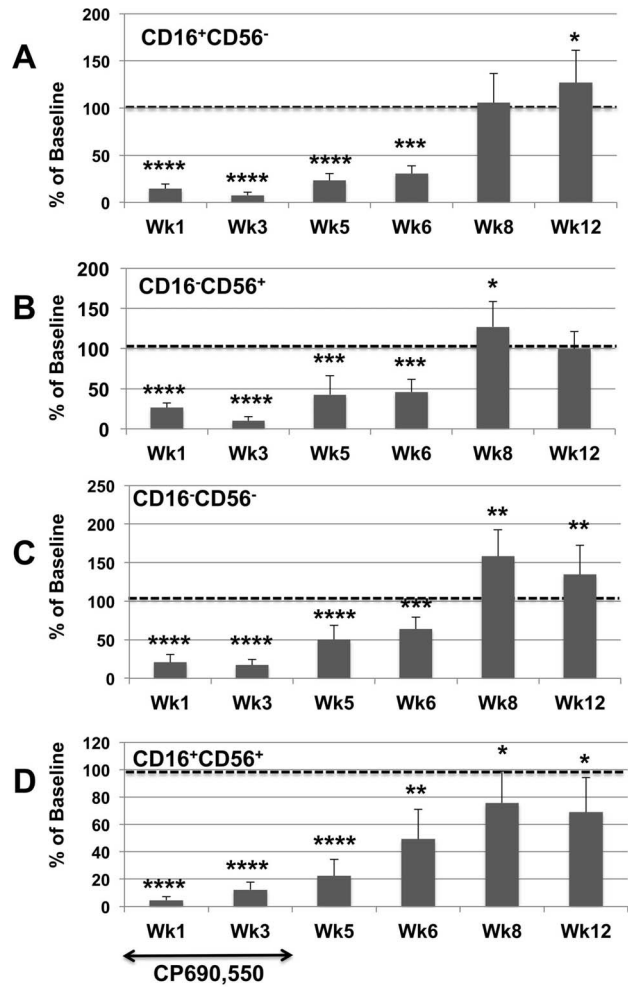 A
CD16⁺CD56⁻
% of Baseline
200
150
100
50
0
**** **** **** *** *
Wk1 Wk3 Wk5 Wk6 Wk8 Wk12
B
CD16⁻CD56⁺
% of Baseline
200
150
100
50
0
**** **** *** *** *
Wk1 Wk3 Wk5 Wk6 Wk8 Wk12
C
CD16⁻CD56⁻
% of Baseline
250
200
150
100
50
0
**** **** **** *** ** **
Wk1 Wk3 Wk5 Wk6 Wk8 Wk12
D
CD16⁺CD56⁺
% of Baseline
120
100
80
60
40
20
0
**** **** **** ** * *
Wk1 Wk3 Wk5 Wk6 Wk8 Wk12
CP690,550